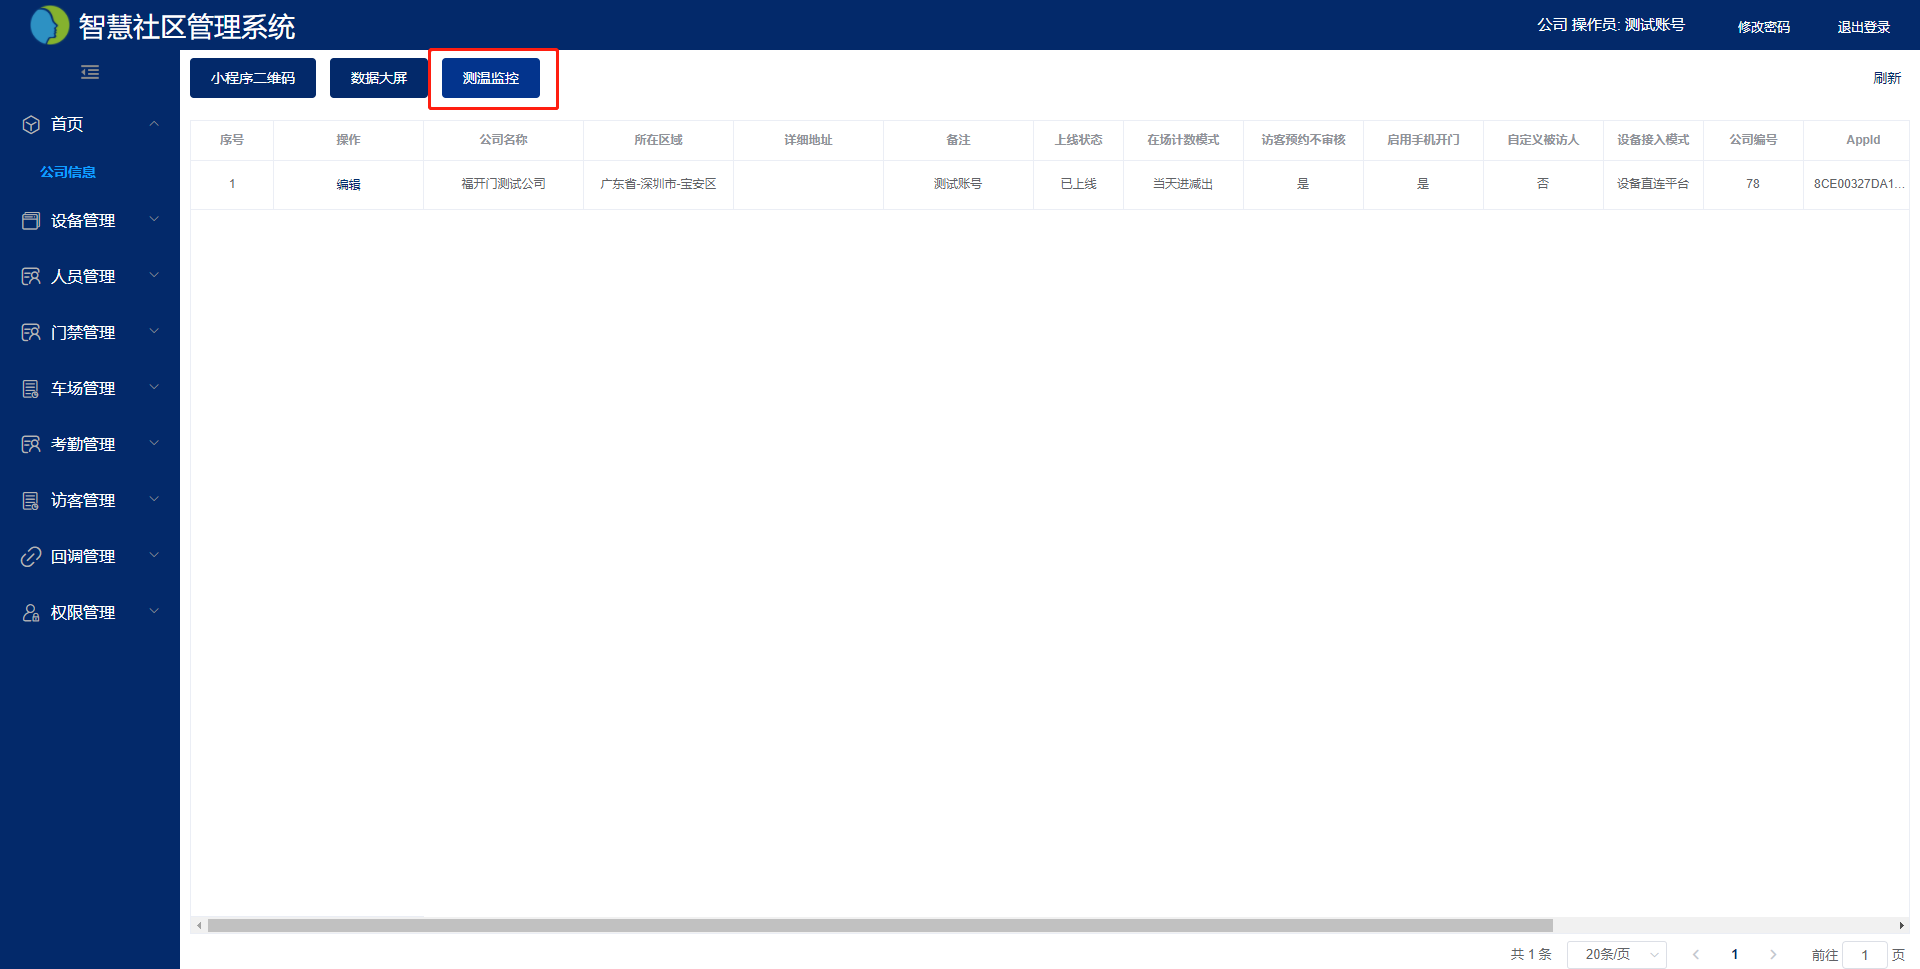 智慧社区管理系统
公司 操作员: 测试账号
修改密码
退出登录
小程序二维码
数据大屏
测温监控
刷新
首页
公司信息
设备管理
人员管理
门禁管理
车场管理
考勤管理
访客管理
回调管理
权限管理
序号 操作 公司名称 所在区域 详细地址 备注 上线状态 在场计数模式 访客预约不审核 启用手机开门 自定义被访人 设备接入模式 公司编号 AppId
1 编辑 福开门测试公司 广东省-深圳市-宝安区 测试账号 已上线 当天进减出 是 是 否 设备直连平台 78 8CE00327DA1...
共 1 条 20条/页 1 前往 1 页